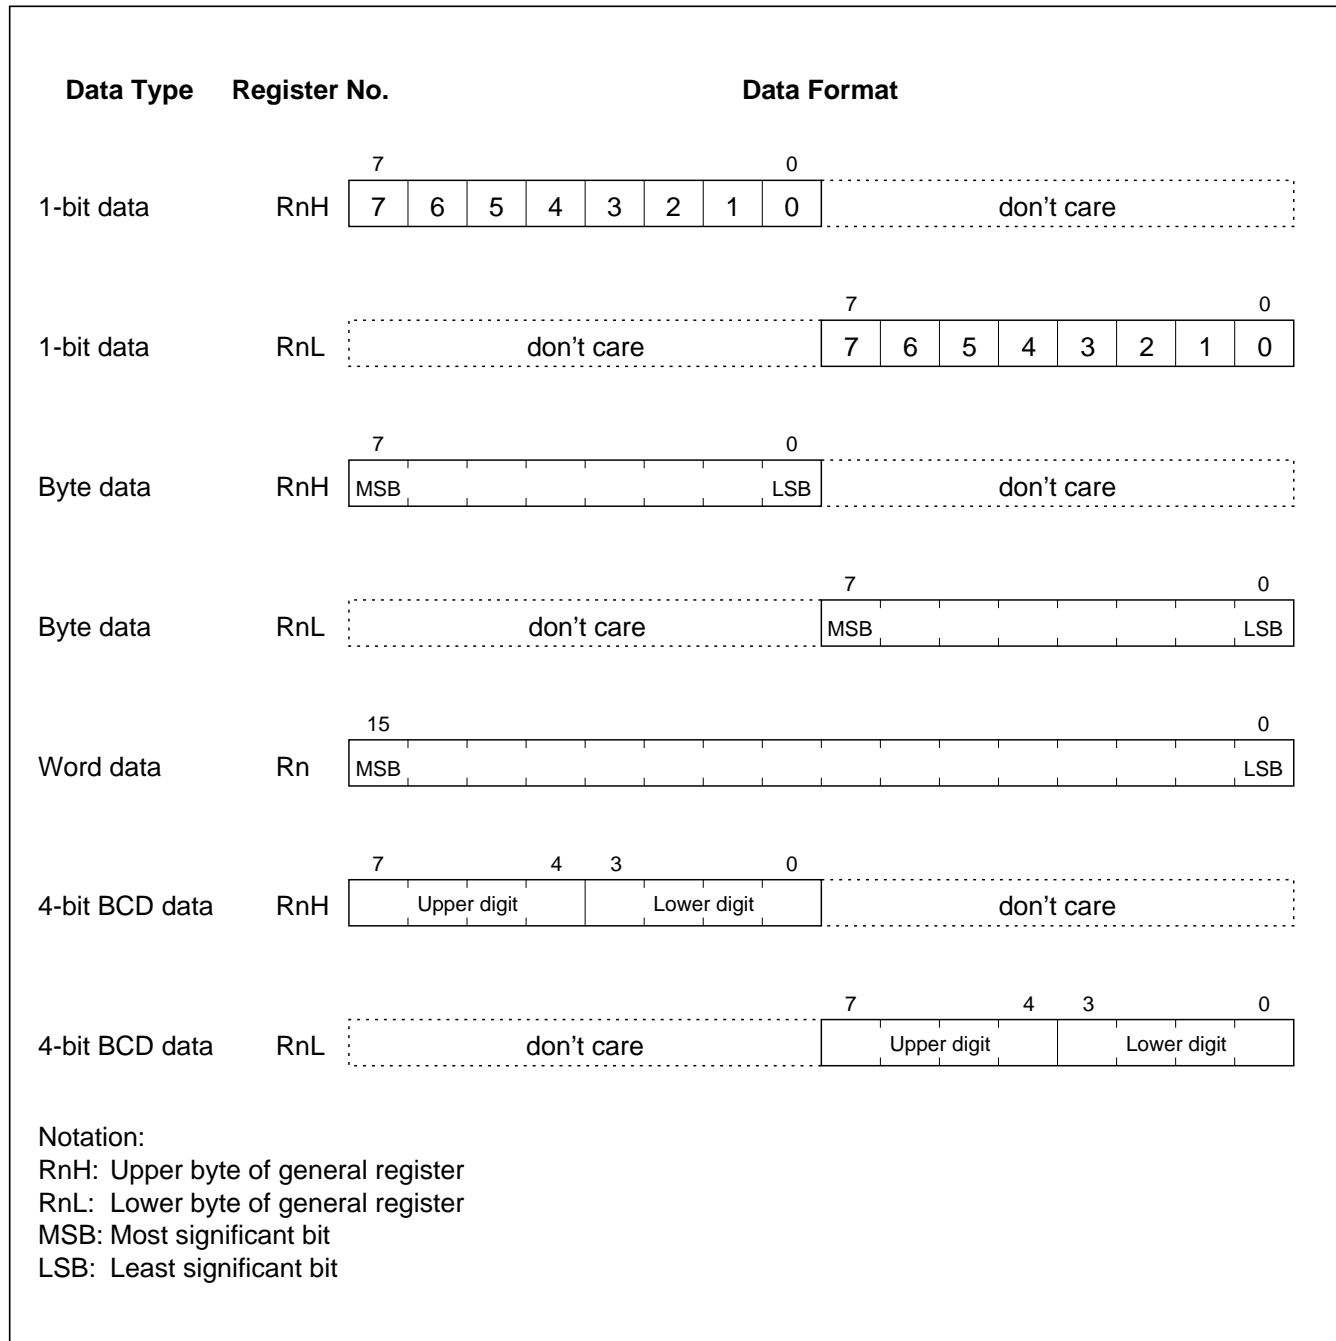 Data Type Register No. Data Format
7 0
1-bit data RnH 7 6 5 4 3 2 1 0 don't care
7 0
1-bit data RnL don't care 7 6 5 4 3 2 1 0
7 0
Byte data RnH MSB LSB don't care
7 0
Byte data RnL don't care MSB LSB
15 0
Word data Rn MSB LSB
7 4 3 0
4-bit BCD data RnH Upper digit Lower digit don't care
7 4 3 0
4-bit BCD data RnL don't care Upper digit Lower digit
Notation:
RnH: Upper byte of general register
RnL: Lower byte of general register
MSB: Most significant bit
LSB: Least significant bit